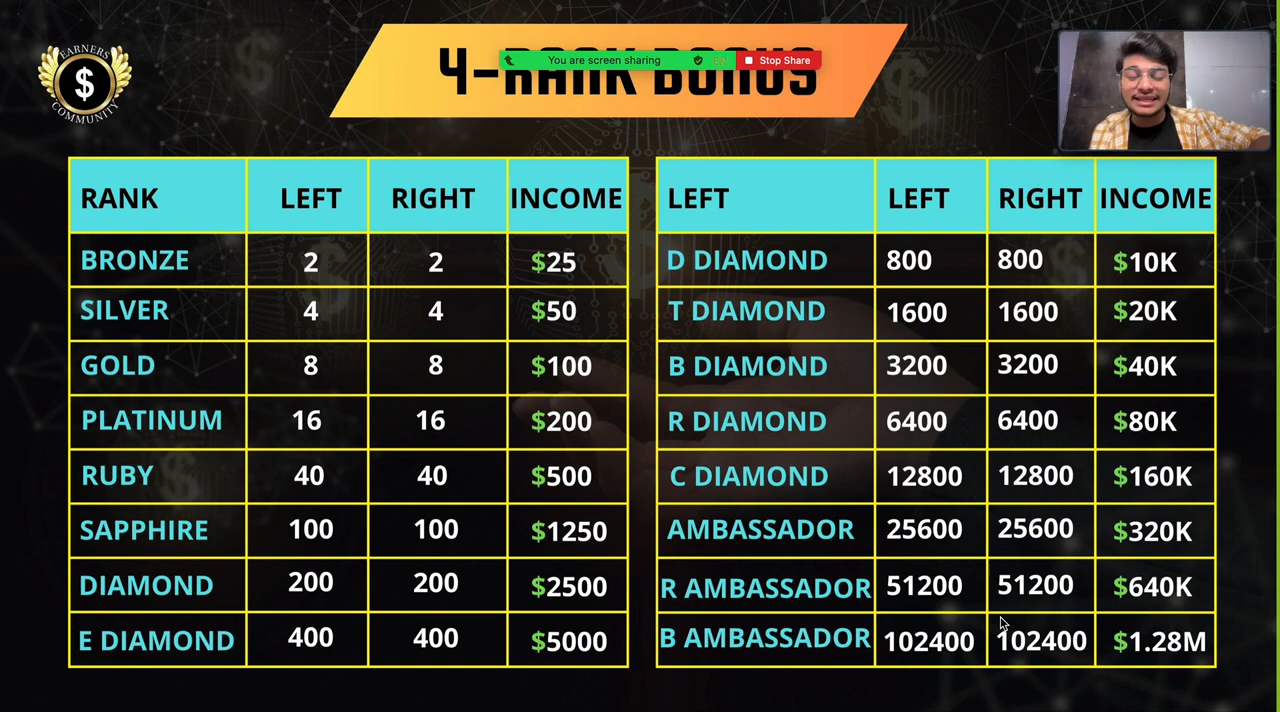 EARNERS
$
COMMUNITY
4-RANK BONUS
You are screen sharing
Stop Share
RANK LEFT RIGHT INCOME
BRONZE 2 2 $25
SILVER 4 4 $50
GOLD 8 8 $100
PLATINUM 16 16 $200
RUBY 40 40 $500
SAPPHIRE 100 100 $1250
DIAMOND 200 200 $2500
E DIAMOND 400 400 $5000
LEFT LEFT RIGHT INCOME
D DIAMOND 800 800 $10K
T DIAMOND 1600 1600 $20K
B DIAMOND 3200 3200 $40K
R DIAMOND 6400 6400 $80K
C DIAMOND 12800 12800 $160K
AMBASSADOR 25600 25600 $320K
R AMBASSADOR 51200 51200 $640K
B AMBASSADOR 102400 102400 $1.28M